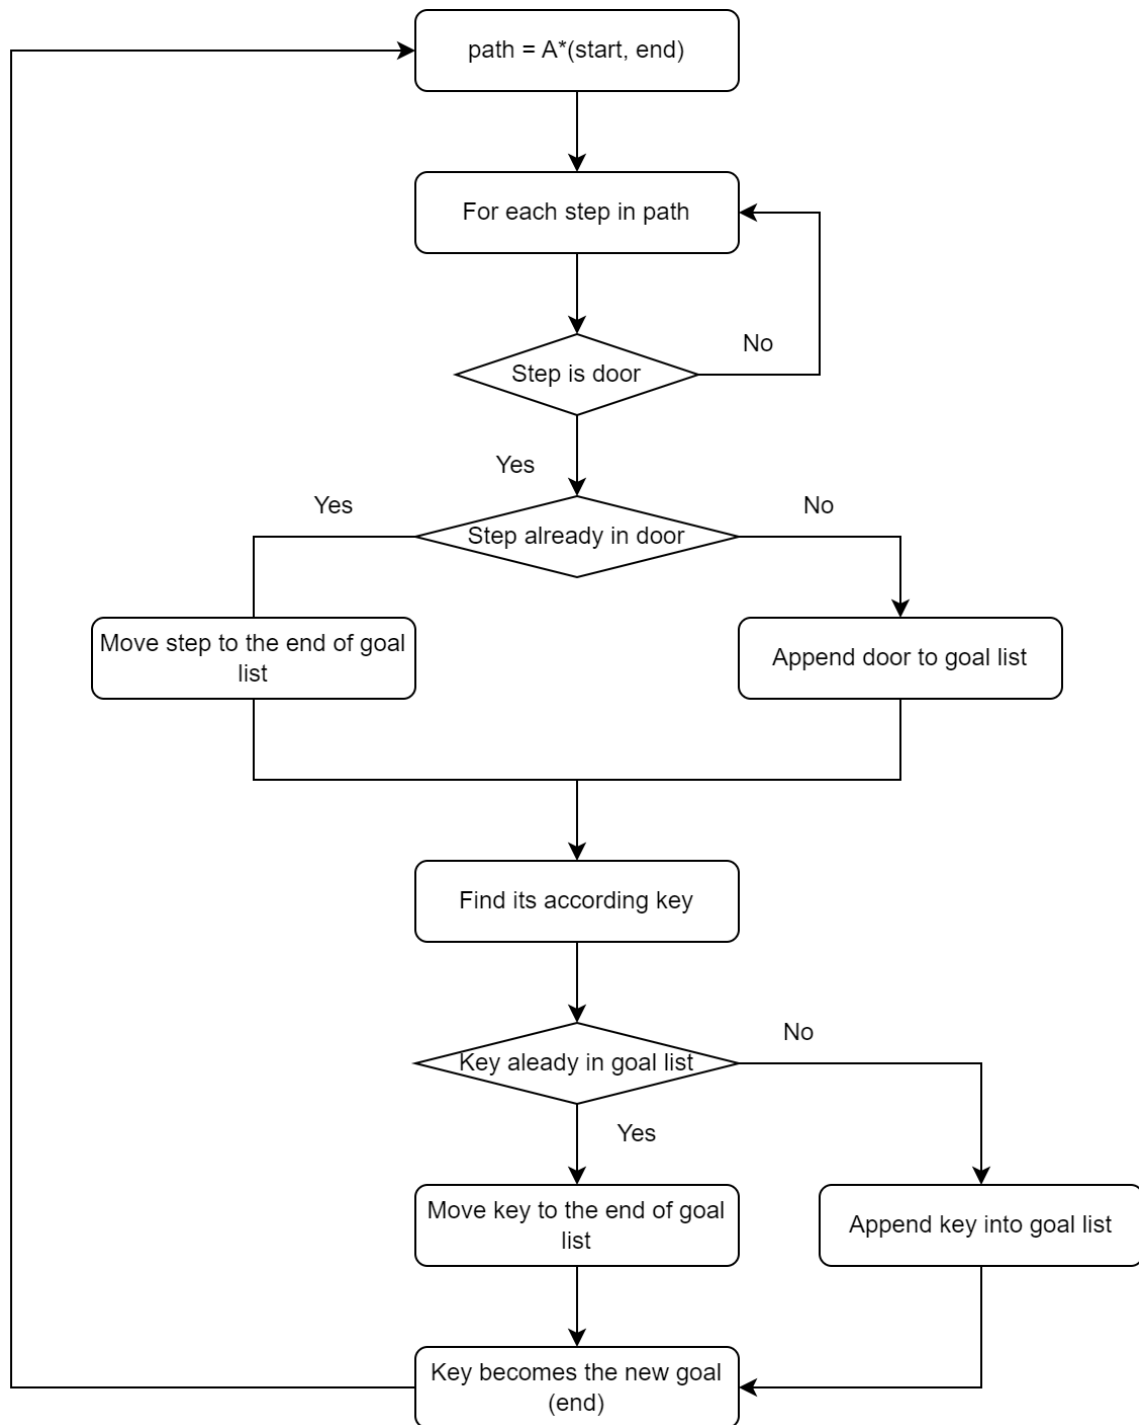 path = A*(start, end)
For each step in path
Step is door
No
Yes
Step already in door
Yes
No
Move step to the end of goal
list
Append door to goal list
Find its according key
Key aleady in goal list
No
Yes
Move key to the end of goal
list
Append key into goal list
Key becomes the new goal
(end)